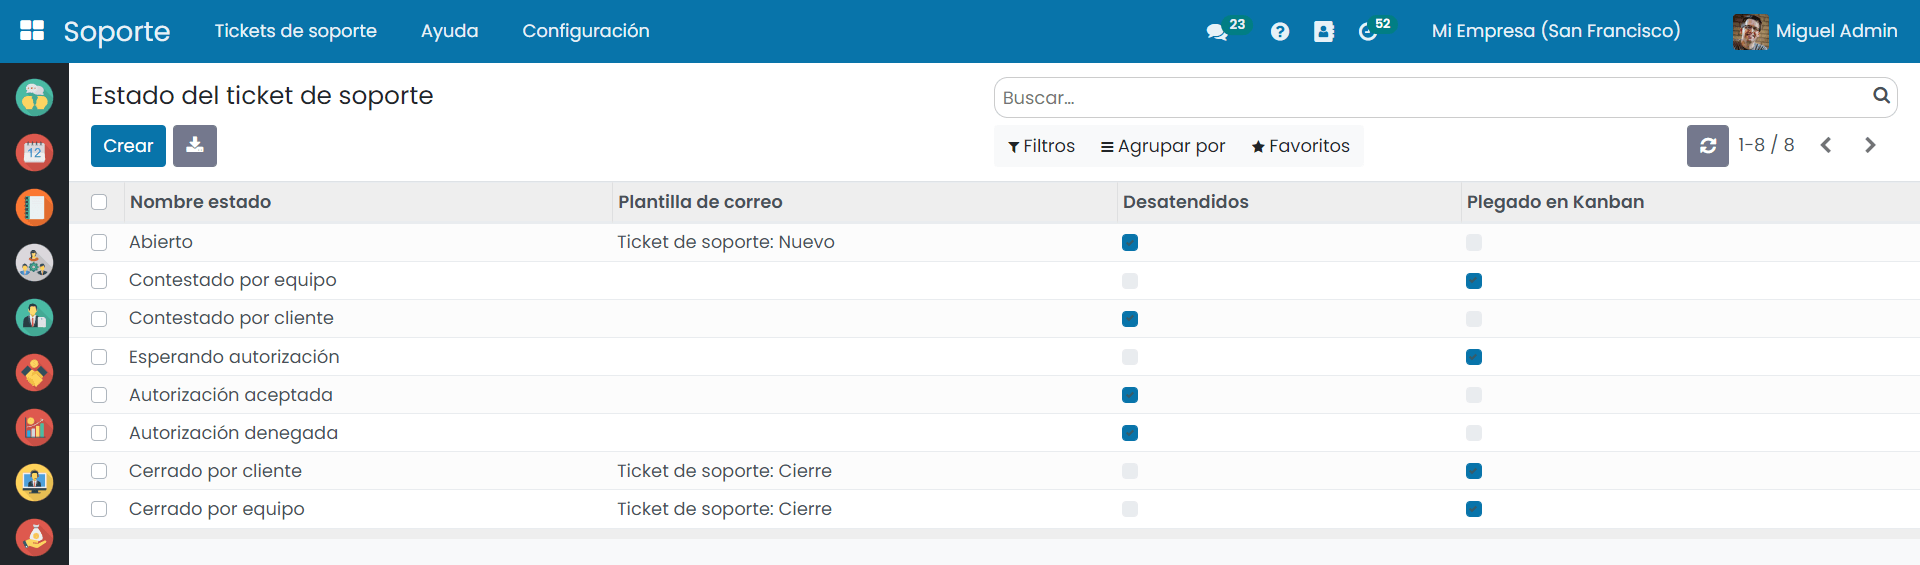 Soporte Tickets de soporte Ayuda Configuración 23 52 Mi Empresa (San Francisco) Miguel Admin
12
Estado del ticket de soporte
Buscar...
Crear
Filtros Agrupar por Favoritos 1-8 / 8
Nombre estado Plantilla de correo Desatendidos Plegado en Kanban
Abierto Ticket de soporte: Nuevo
Contestado por equipo
Contestado por cliente
Esperando autorización
Autorización aceptada
Autorización denegada
Cerrado por cliente Ticket de soporte: Cierre
Cerrado por equipo Ticket de soporte: Cierre